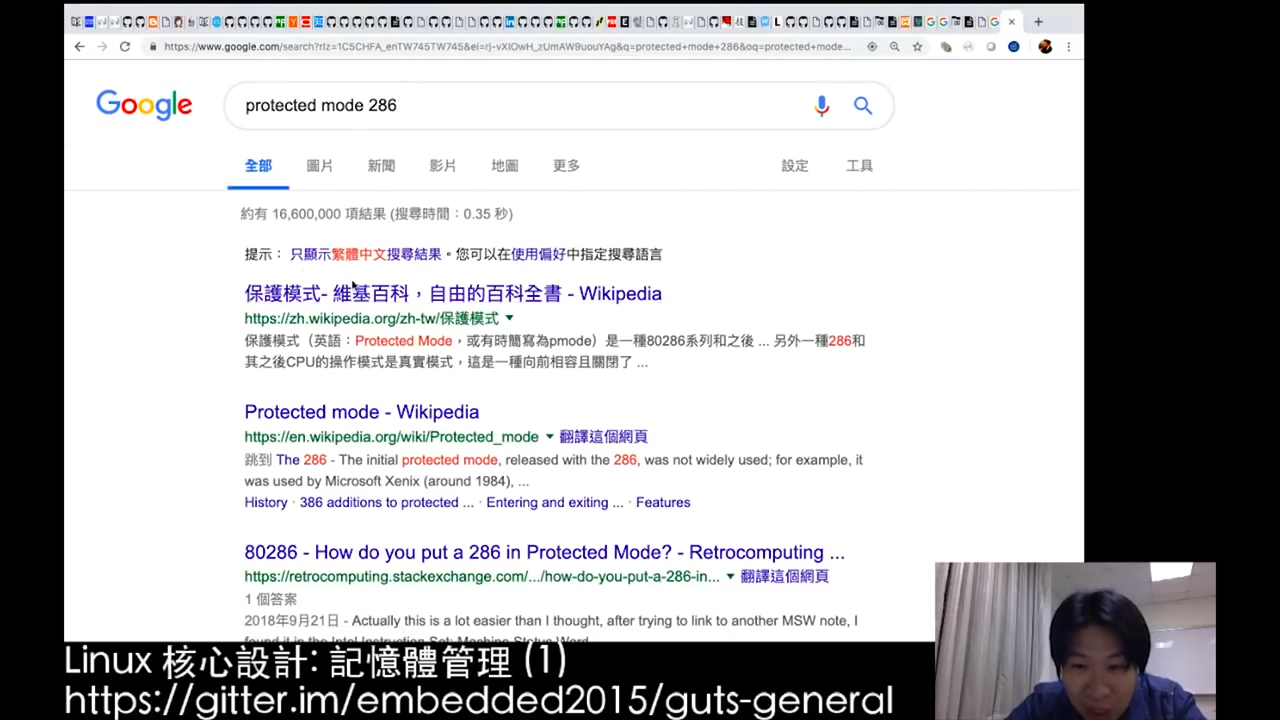 https://www.google.com/search?rlz=1C5CHFA_enTW745TW745&ei=rj-vXIOwH_zUmAW9uouYAg&q=protected+mode+286&oq=protected+mode...
Google
protected mode 286
全部 圖片 新聞 影片 地圖 更多 設定 工具
約有 16,600,000 項結果 (搜尋時間：0.35 秒)
提示： 只顯示繁體中文搜尋結果。您可以在使用偏好中指定搜尋語言
保護模式- 維基百科，自由的百科全書 - Wikipedia
https://zh.wikipedia.org/zh-tw/保護模式
保護模式（英語：Protected Mode，或有時簡寫為pmode）是一種80286系列和之後 ... 另外一種286和
其之後CPU的操作模式是真實模式，這是一種向前相容且關閉了 ...
Protected mode - Wikipedia
https://en.wikipedia.org/wiki/Protected_mode 翻譯這個網頁
跳到 The 286 - The initial protected mode, released with the 286, was not widely used; for example, it
was used by Microsoft Xenix (around 1984), ...
History · 386 additions to protected ... · Entering and exiting ... · Features
80286 - How do you put a 286 in Protected Mode? - Retrocomputing ...
https://retrocomputing.stackexchange.com/.../how-do-you-put-a-286-in... 翻譯這個網頁
1 個答案
2018年9月21日 - Actually this is a lot easier than I thought, after trying to link to another MSW note, I
found it in the Intel Instruction Set: Machine Status Word
Linux 核心設計: 記憶體管理 (1)
https://gitter.im/embedded2015/guts-general